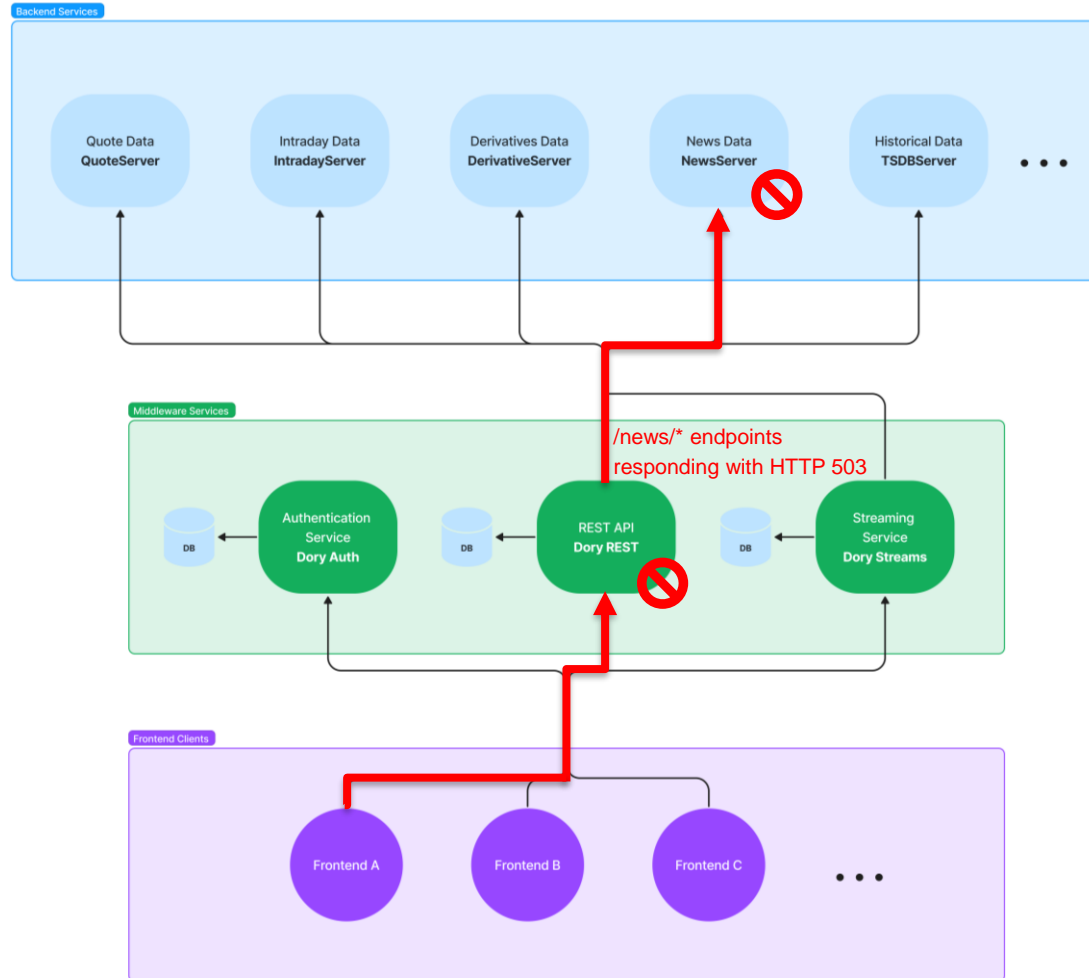 Backend Services
Quote Data
QuoteServer
Intraday Data
IntradayServer
Derivatives Data
DerivativeServer
News Data
NewsServer
Historical Data
TSDBServer
Middleware Services
/news/* endpoints
responding with HTTP 503
DB
Authentication
Service
Dory Auth
DB
REST API
Dory REST
DB
Streaming
Service
Dory Streams
Frontend Clients
Frontend A
Frontend B
Frontend C